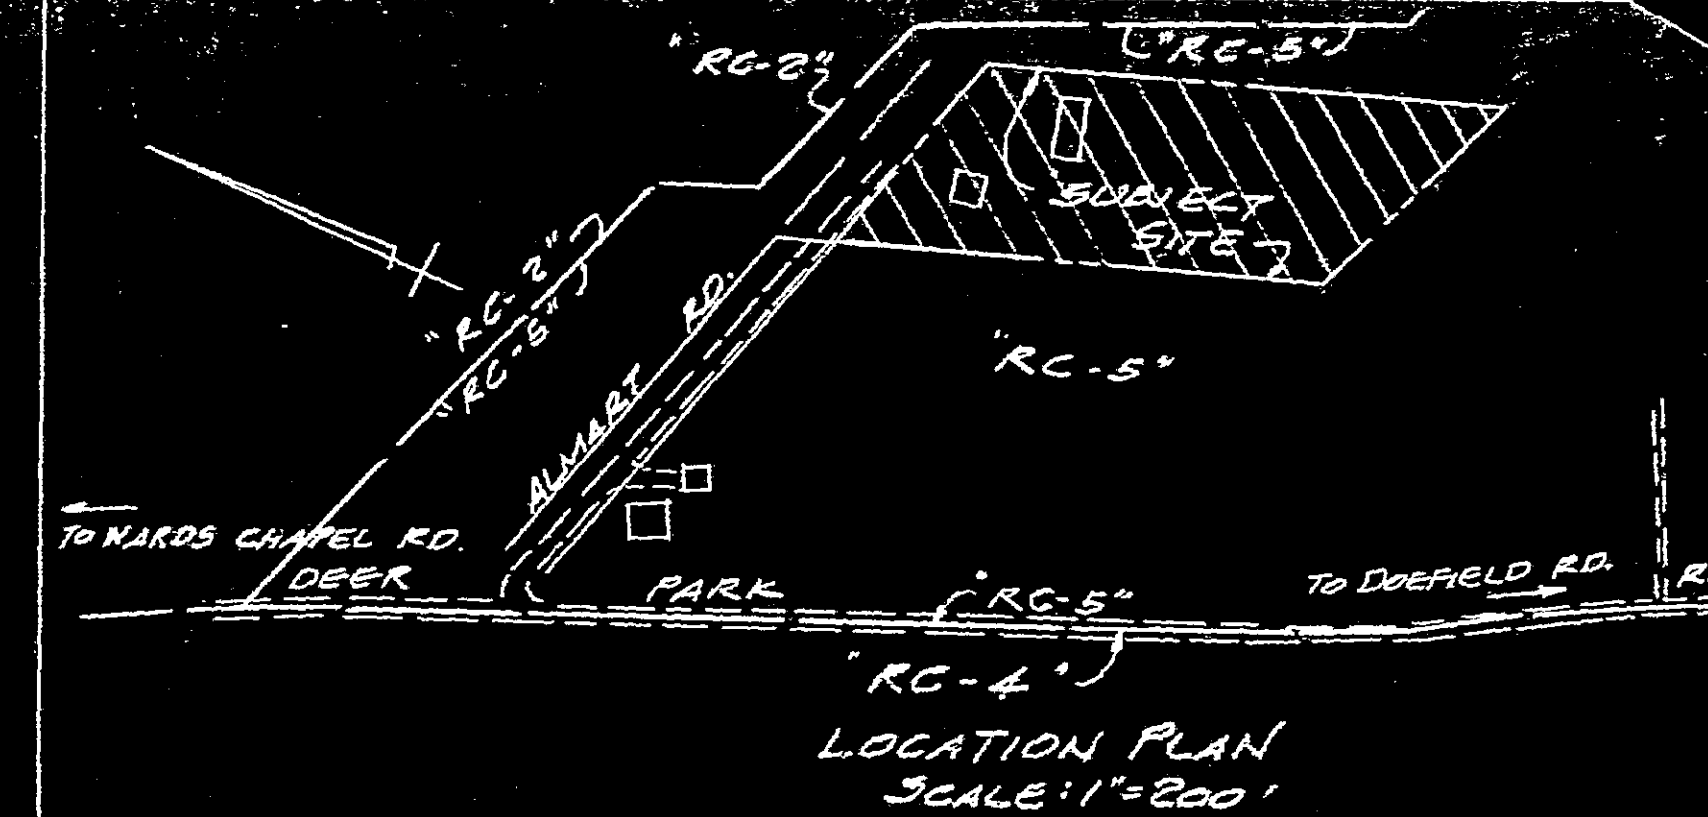 "RC-2"
("RC-5")
SUBJECT
SITE
"RC-2"
"RC-5"
ALMART RD.
"RC-5"
TO WARDS CHAPEL RD.
DEER PARK
TO DOEFIELD RD.
R
"RC-5"
"RC-4"
LOCATION PLAN
SCALE: 1"=200'